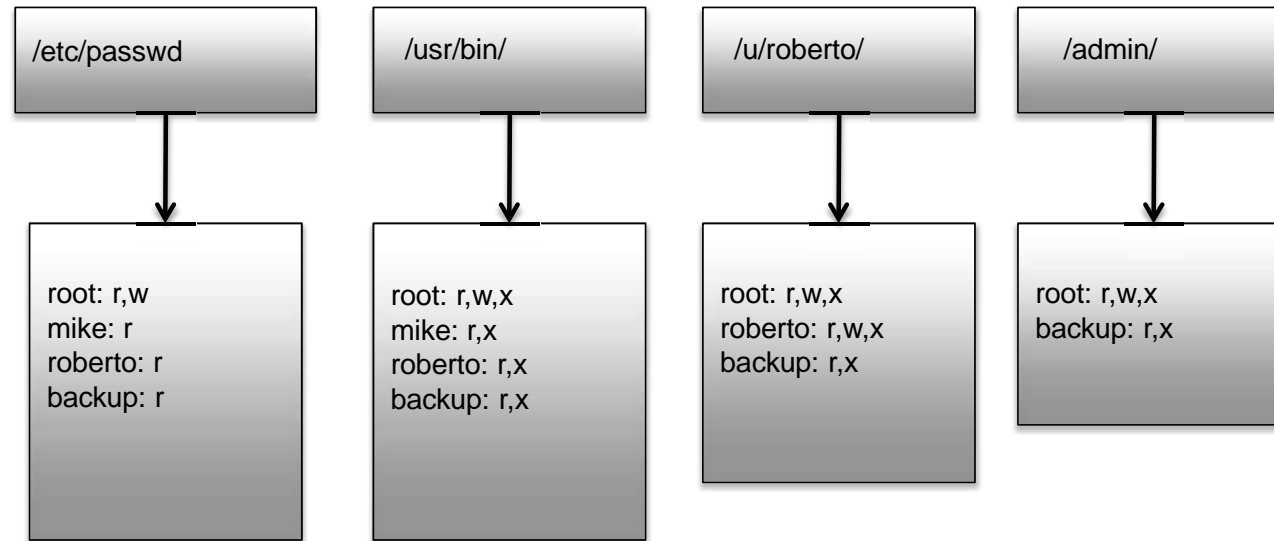 /etc/passwd
/usr/bin/
/u/roberto/
/admin/
root: r,w
mike: r
roberto: r
backup: r
root: r,w,x
mike: r,x
roberto: r,x
backup: r,x
root: r,w,x
roberto: r,w,x
backup: r,x
root: r,w,x
backup: r,x